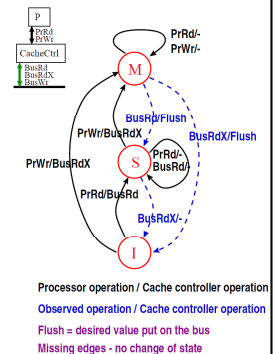 P
PrRd
PrWr
CacheCtrl
BusRd
BusRdX
BusWr
PrRd/-
PrWr/-
M
BusRd/Flush
BusRdX/Flush
PrWr/BusRdX
PrWr/BusRdX
S
PrRd/-
BusRd/-
PrRd/BusRd
BusRdX/-
I
Processor operation / Cache controller operation
Observed operation / Cache controller operation
Flush = desired value put on the bus
Missing edges - no change of state